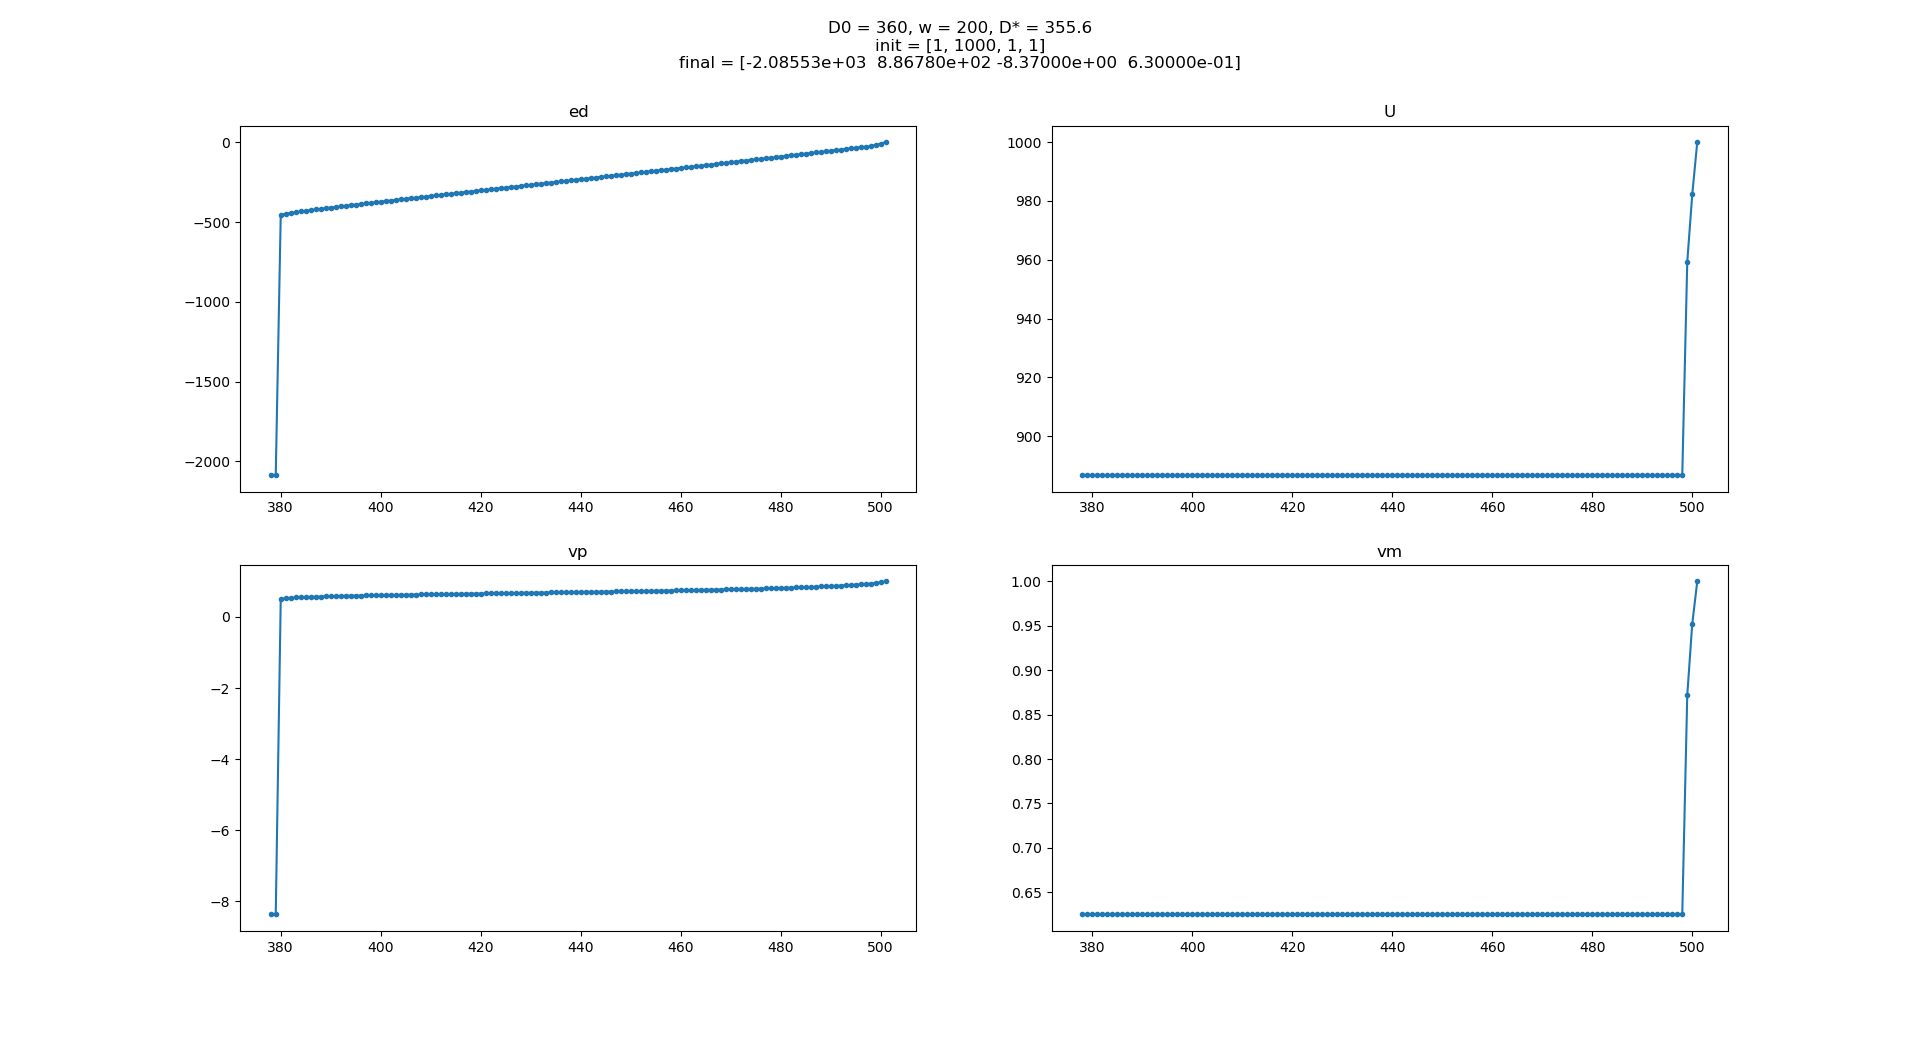 D0 = 360, w = 200, D* = 355.6
init = [1, 1000, 1, 1]
final = [-2.08553e+03  8.86780e+02 -8.37000e+00  6.30000e-01]
ed
0
−500
−1000
−1500
−2000
380 400 420 440 460 480 500
U
1000
980
960
940
920
900
380 400 420 440 460 480 500
vp
0
−2
−4
−6
−8
380 400 420 440 460 480 500
vm
1.00
0.95
0.90
0.85
0.80
0.75
0.70
0.65
380 400 420 440 460 480 500